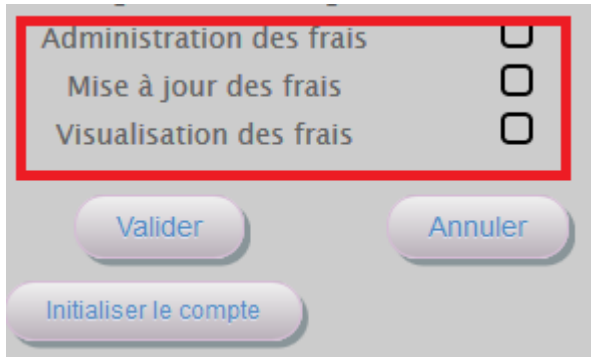 Administration des frais
Mise à jour des frais
Visualisation des frais
Valider Annuler
Initialiser le compte